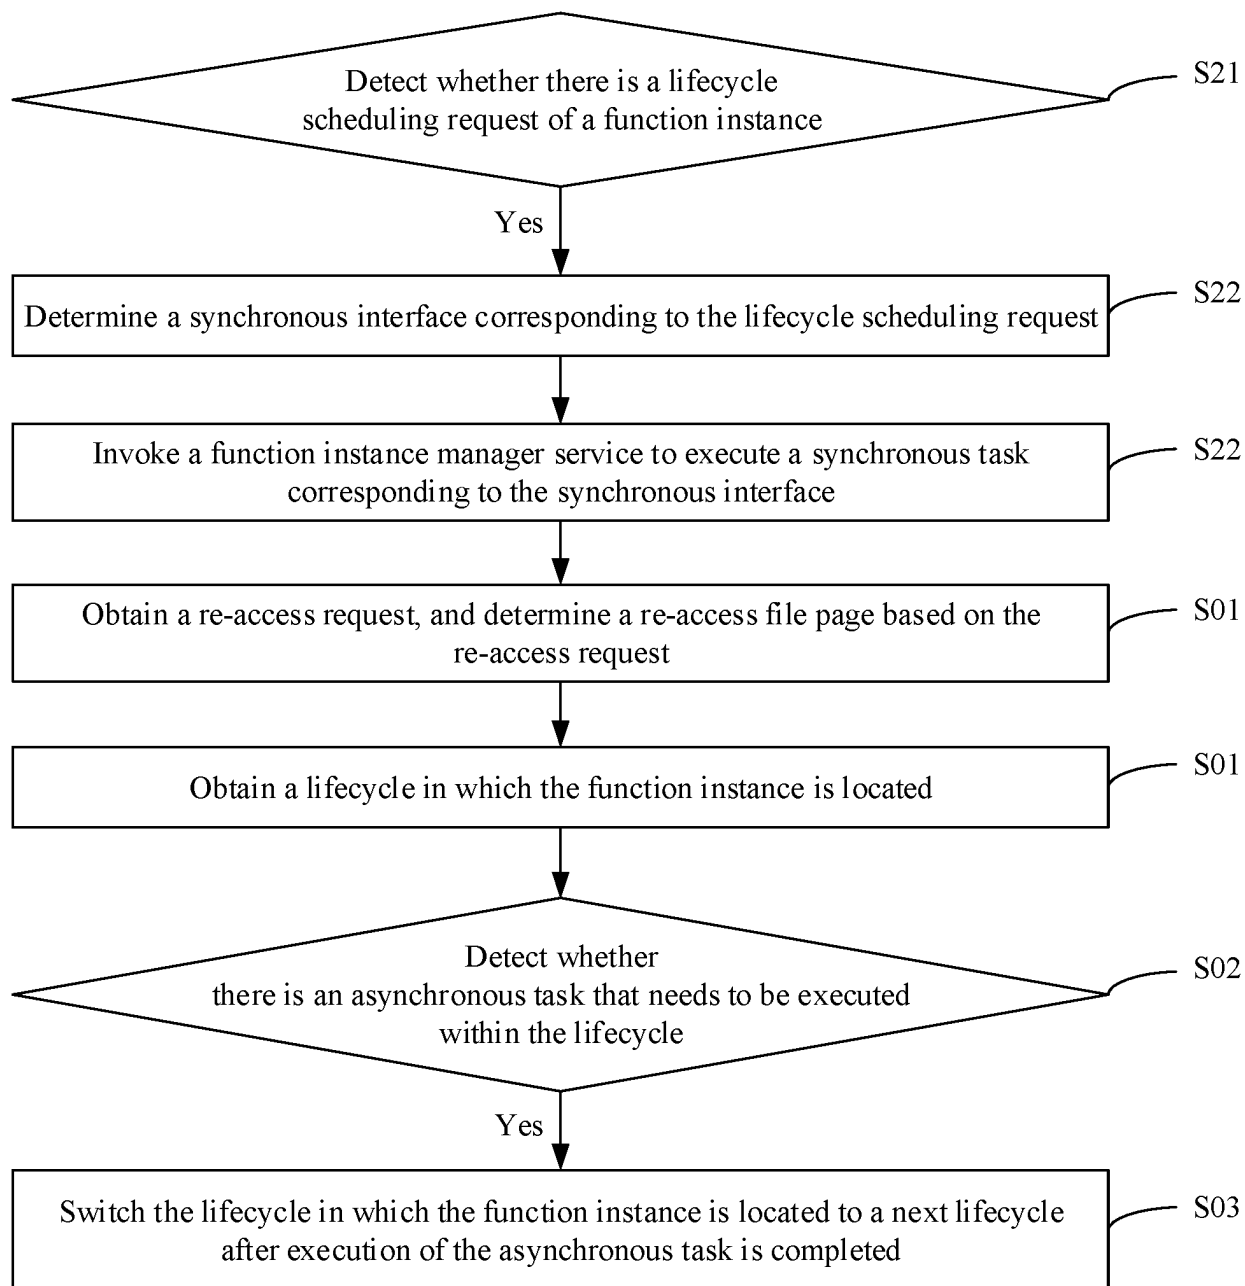 Detect whether there is a lifecycle
scheduling request of a function instance
S21
Yes
Determine a synchronous interface corresponding to the lifecycle scheduling request
S22
Invoke a function instance manager service to execute a synchronous task
corresponding to the synchronous interface
S22
Obtain a re-access request, and determine a re-access file page based on the
re-access request
S01
Obtain a lifecycle in which the function instance is located
S01
Detect whether
there is an asynchronous task that needs to be executed
within the lifecycle
S02
Yes
Switch the lifecycle in which the function instance is located to a next lifecycle
after execution of the asynchronous task is completed
S03